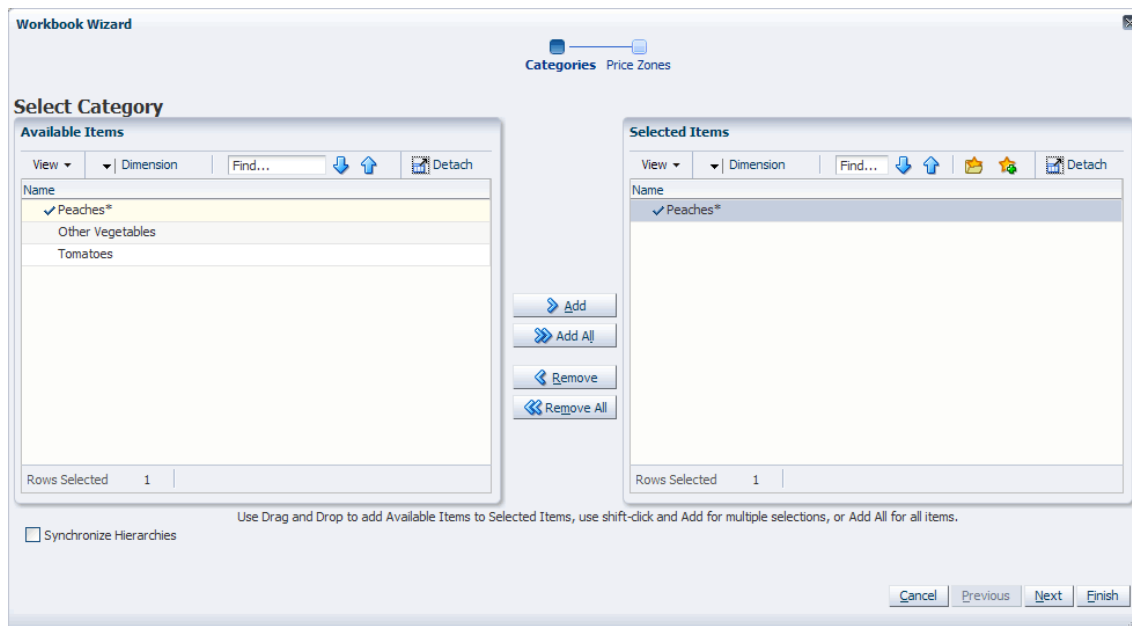 Workbook Wizard
Categories Price Zones
Select Category
Available Items
View Dimension Find... Detach
Name
Peaches*
Other Vegetables
Tomatoes
Rows Selected 1
Add
Add All
Remove
Remove All
Selected Items
View Dimension Find... Detach
Name
Peaches*
Rows Selected 1
Use Drag and Drop to add Available Items to Selected Items, use shift-click and Add for multiple selections, or Add All for all items.
Synchronize Hierarchies
Cancel Previous Next Finish